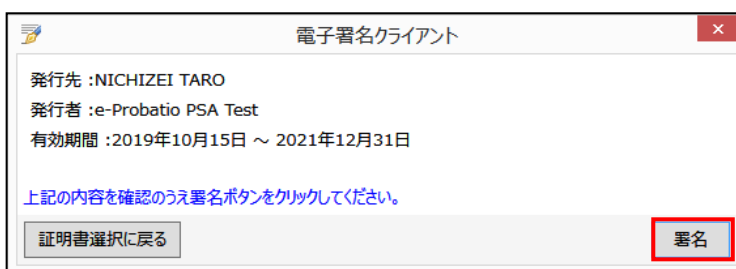 電子署名クライアント
発行先 :NICHIZEI TARO
発行者 :e-Probatio PSA Test
有効期間 :2019年10月15日 ～ 2021年12月31日
上記の内容を確認のうえ署名ボタンをクリックしてください。
証明書選択に戻る
署名